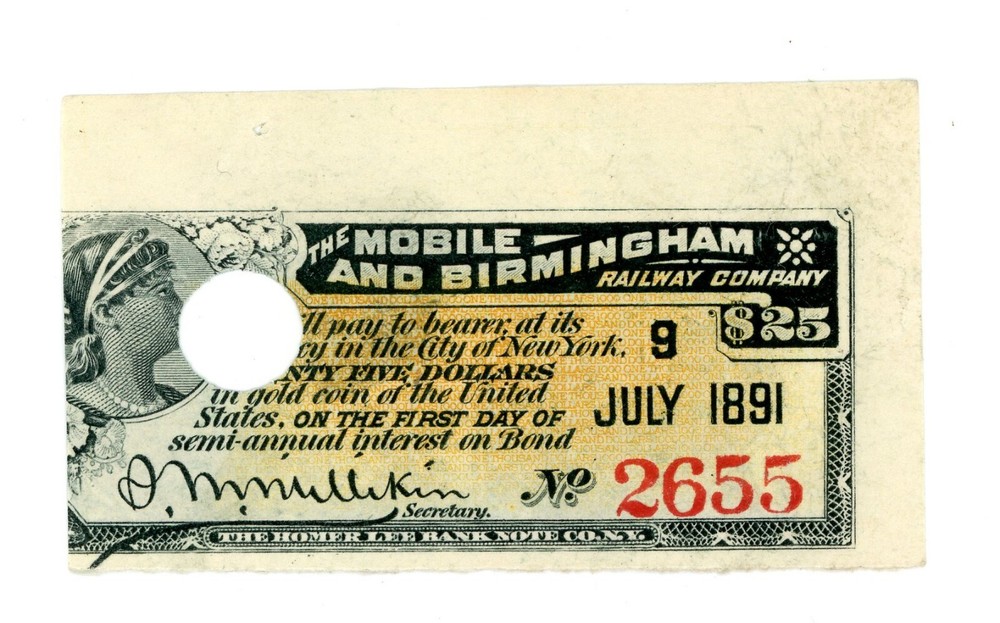 THE MOBILE
AND BIRMINGHAM
RAILWAY COMPANY
$25
ll pay to bearer, at its
cy in the City of New York,
NTY FIVE DOLLARS
in gold coin of the United
States, ON THE FIRST DAY OF
semi-annual interest on Bond
9
JULY 1891
No 2655
Secretary.
THE HOMER LEE BANK NOTE CO. N.Y.